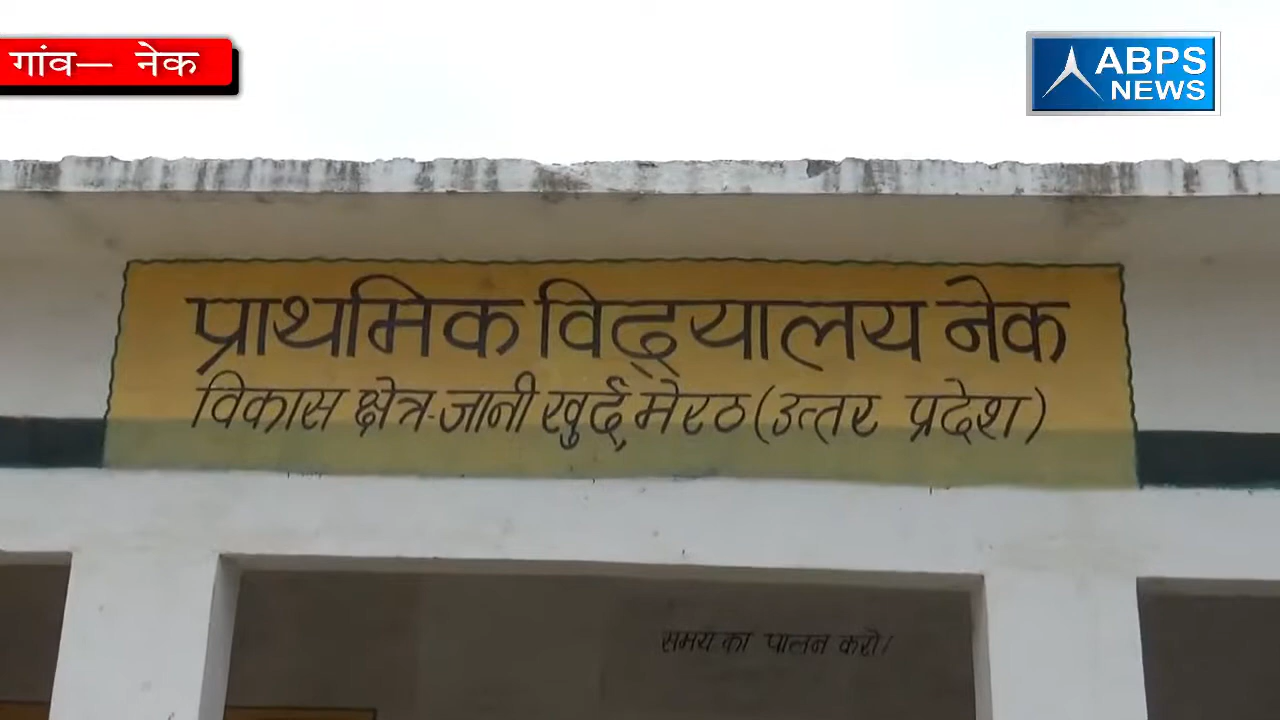 गांव— नेक
ABPS
NEWS
प्राथमिक विद्यालय नेक
विकास क्षेत्र-जानी खुर्द, मेरठ (उत्तर प्रदेश)
समय का पालन करो।